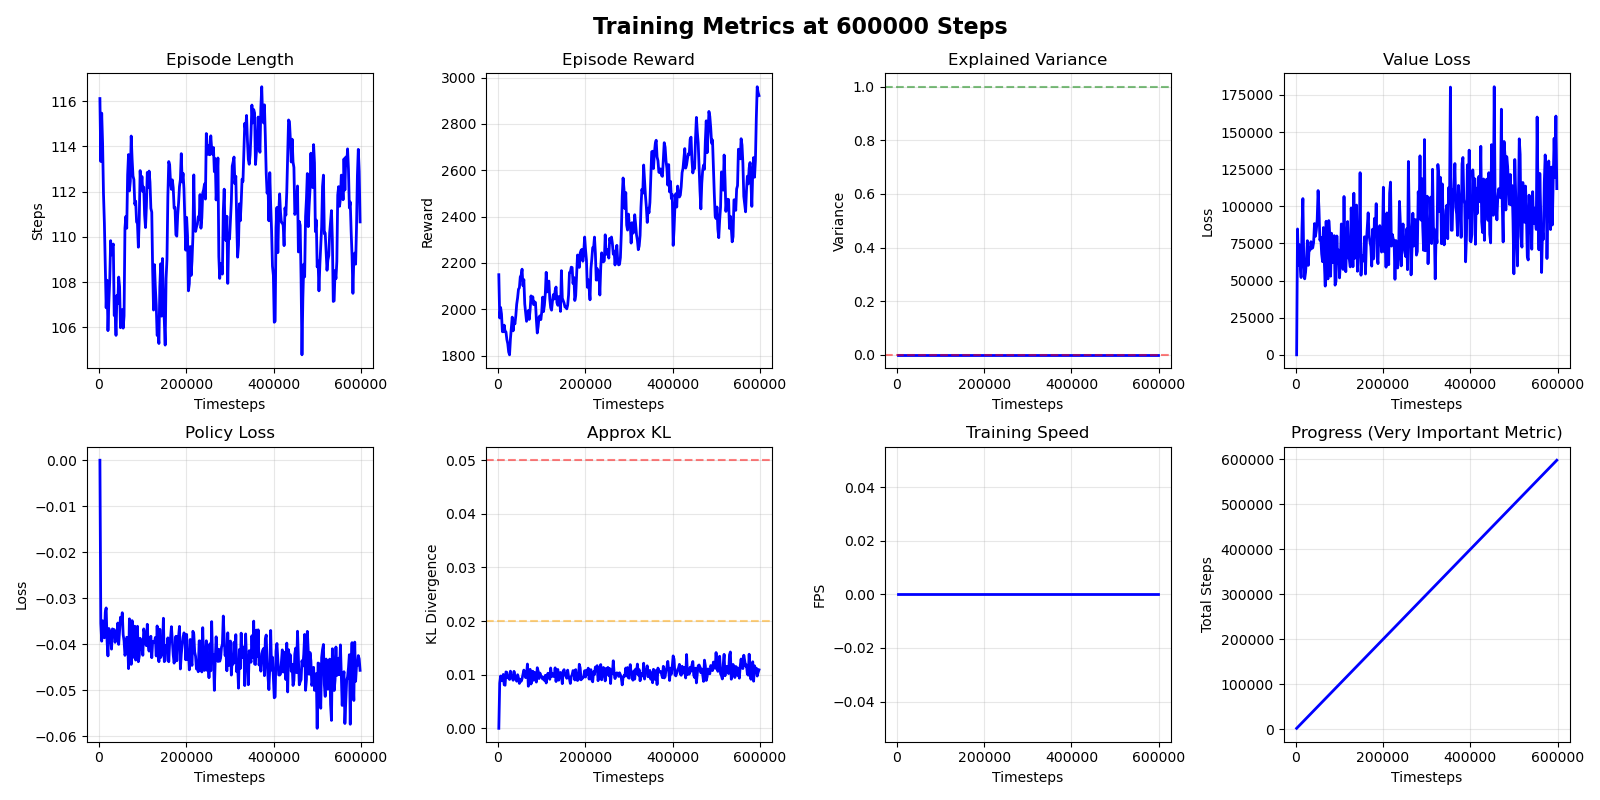 Training Metrics at 600000 Steps
Episode Length
116
114
112
110
108
106
Steps
0 200000 400000 600000
Timesteps
Episode Reward
3000
2800
2600
2400
2200
2000
1800
Reward
0 200000 400000 600000
Timesteps
Explained Variance
1.0
0.8
0.6
0.4
0.2
0.0
Variance
0 200000 400000 600000
Timesteps
Value Loss
175000
150000
125000
100000
75000
50000
25000
0
Loss
0 200000 400000 600000
Timesteps
Policy Loss
0.00
−0.01
−0.02
−0.03
−0.04
−0.05
−0.06
Loss
0 200000 400000 600000
Timesteps
Approx KL
0.05
0.04
0.03
0.02
0.01
0.00
KL Divergence
0 200000 400000 600000
Timesteps
Training Speed
0.04
0.02
0.00
−0.02
−0.04
FPS
0 200000 400000 600000
Timesteps
Progress (Very Important Metric)
600000
500000
400000
300000
200000
100000
0
Total Steps
0 200000 400000 600000
Timesteps